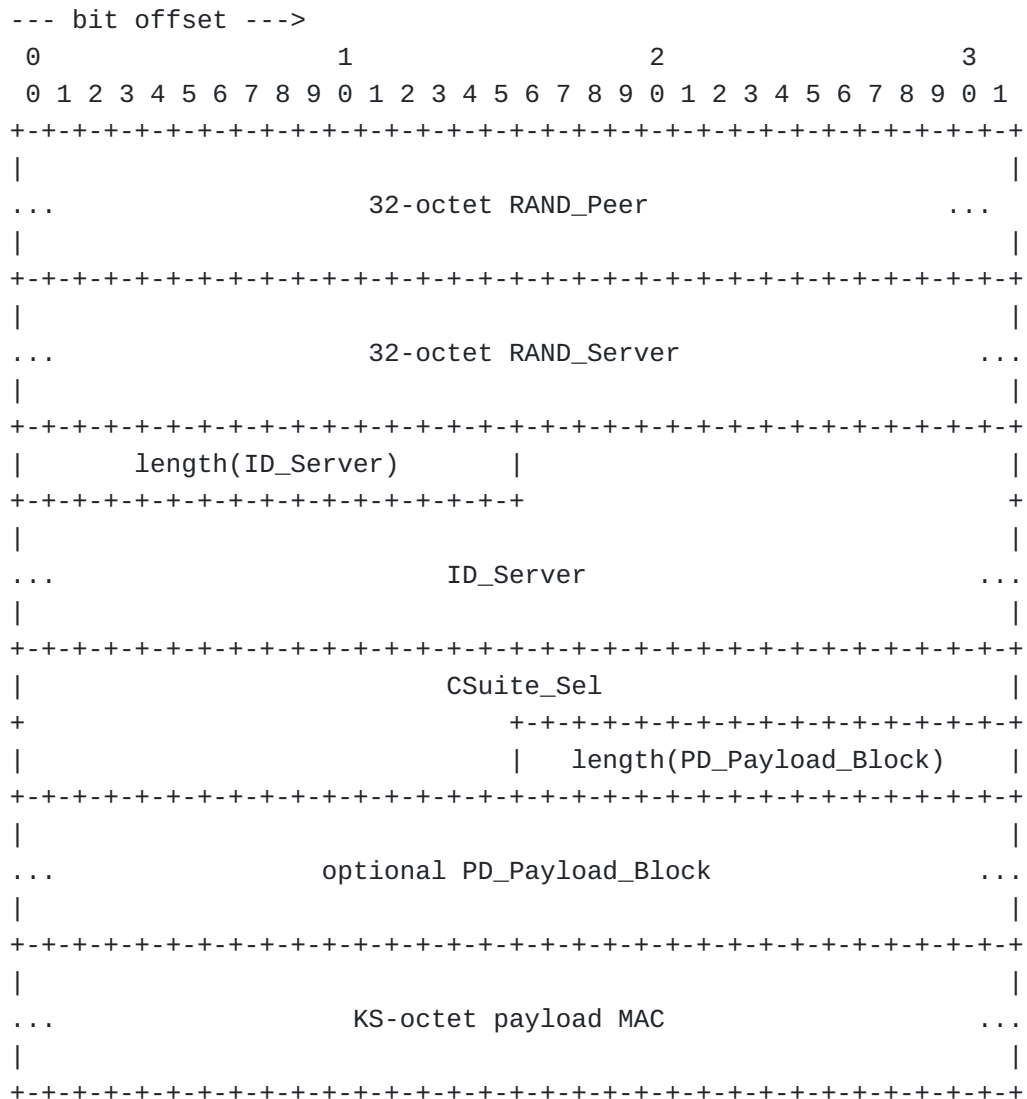 --- bit offset --->
 0                   1                   2                   3
 0 1 2 3 4 5 6 7 8 9 0 1 2 3 4 5 6 7 8 9 0 1 2 3 4 5 6 7 8 9 0 1
+-+-+-+-+-+-+-+-+-+-+-+-+-+-+-+-+-+-+-+-+-+-+-+-+-+-+-+-+-+-+-+-+
|                                                               |
...                    32-octet RAND_Peer                   ...
|                                                               |
+-+-+-+-+-+-+-+-+-+-+-+-+-+-+-+-+-+-+-+-+-+-+-+-+-+-+-+-+-+-+-+-+
|                                                               |
...                    32-octet RAND_Server                   ...
|                                                               |
+-+-+-+-+-+-+-+-+-+-+-+-+-+-+-+-+-+-+-+-+-+-+-+-+-+-+-+-+-+-+-+-+
|       length(ID_Server)       |                               |
+-+-+-+-+-+-+-+-+-+-+-+-+-+-+-+-+                               +
|                                                               |
...                         ID_Server                         ...
|                                                               |
+-+-+-+-+-+-+-+-+-+-+-+-+-+-+-+-+-+-+-+-+-+-+-+-+-+-+-+-+-+-+-+-+
|                           CSuite_Sel                          |
+                               +-+-+-+-+-+-+-+-+-+-+-+-+-+-+-+-+
|                               |   length(PD_Payload_Block)    |
+-+-+-+-+-+-+-+-+-+-+-+-+-+-+-+-+-+-+-+-+-+-+-+-+-+-+-+-+-+-+-+-+
|                                                               |
...                 optional PD_Payload_Block                 ...
|                                                               |
+-+-+-+-+-+-+-+-+-+-+-+-+-+-+-+-+-+-+-+-+-+-+-+-+-+-+-+-+-+-+-+-+
|                                                               |
...                   KS-octet payload MAC                    ...
|                                                               |
+-+-+-+-+-+-+-+-+-+-+-+-+-+-+-+-+-+-+-+-+-+-+-+-+-+-+-+-+-+-+-+-+